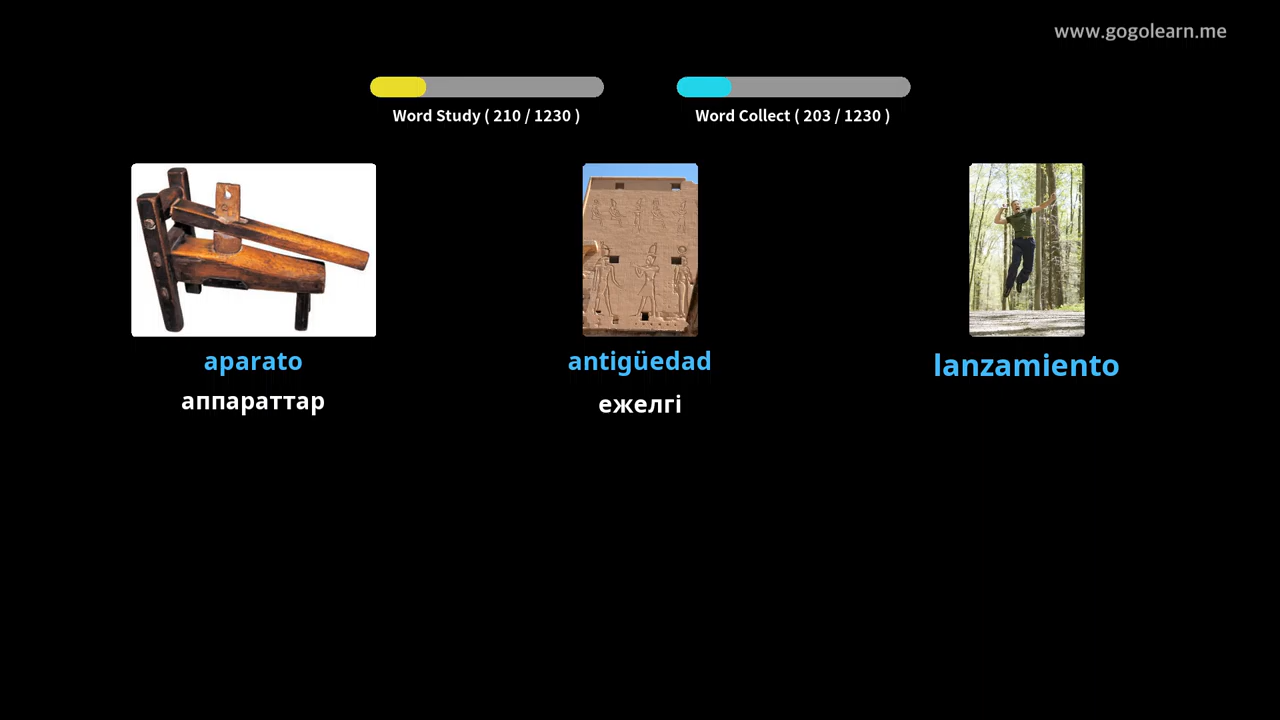 www.gogolearn.me
Word Study ( 210 / 1230 )
Word Collect ( 203 / 1230 )
aparato
antigüedad
lanzamiento
аппараттар
ежелгі